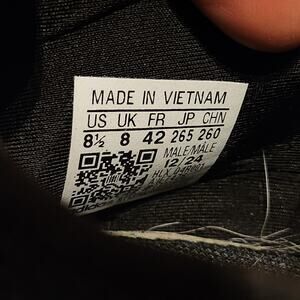 MADE IN VIETNAM
US UK FR JP CHN
8½ 8 42 265 260
MALE/MÂLE
12/24